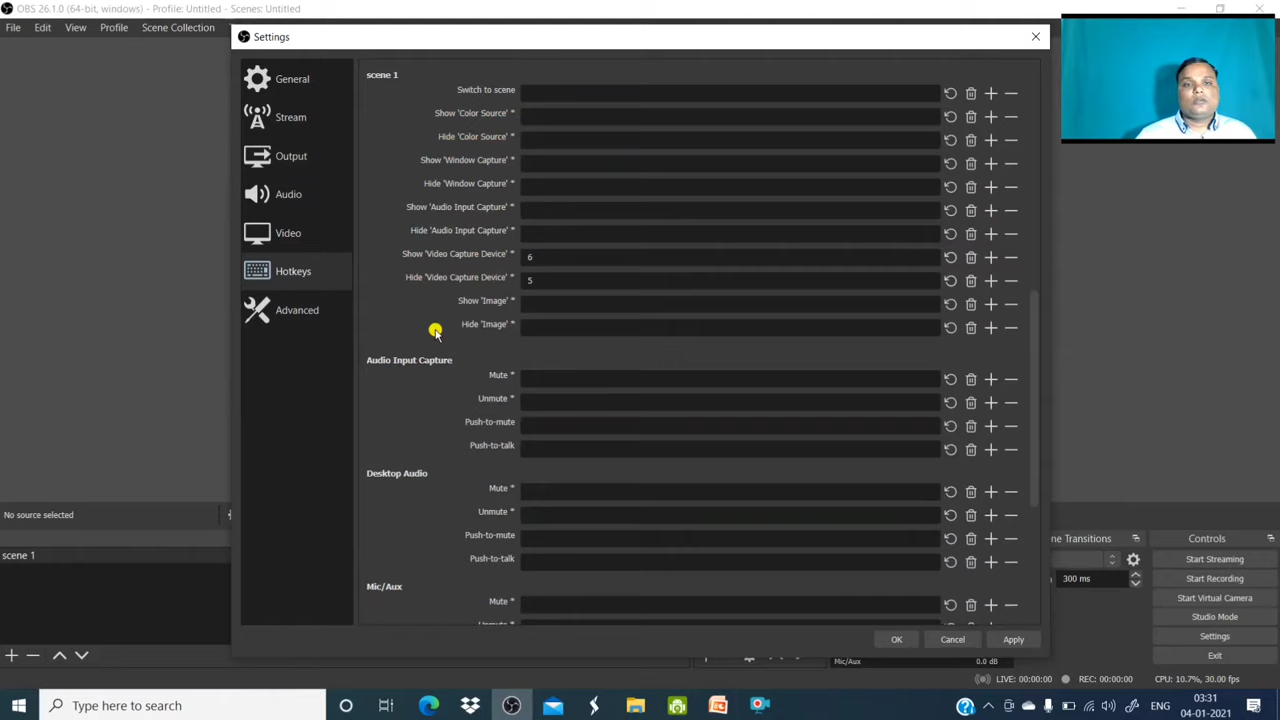 OBS 26.1.0 (64-bit, windows) - Profile: Untitled - Scenes: Untitled
File Edit View Profile Scene Collection
Settings
General
Stream
Output
Audio
Video
Hotkeys
Advanced
scene 1
Switch to scene
Show 'Color Source' *
Hide 'Color Source' *
Show 'Window Capture' *
Hide 'Window Capture' *
Show 'Audio Input Capture' *
Hide 'Audio Input Capture' *
Show 'Video Capture Device' * 6
Hide 'Video Capture Device' * 5
Show 'Image' *
Hide 'Image' *
Audio Input Capture
Mute *
Unmute *
Push-to-mute
Push-to-talk
Desktop Audio
Mute *
Unmute *
Push-to-mute
Push-to-talk
Mic/Aux
Mute *
OK Cancel Apply
No source selected
scene 1
ne Transitions
300 ms
Controls
Start Streaming
Start Recording
Start Virtual Camera
Studio Mode
Settings
Exit
Mic/Aux 0.0 dB
LIVE: 00:00:00 REC: 00:00:00 CPU: 10.7%, 30.00 fps
Type here to search
ENG
03:31
04-01-2021